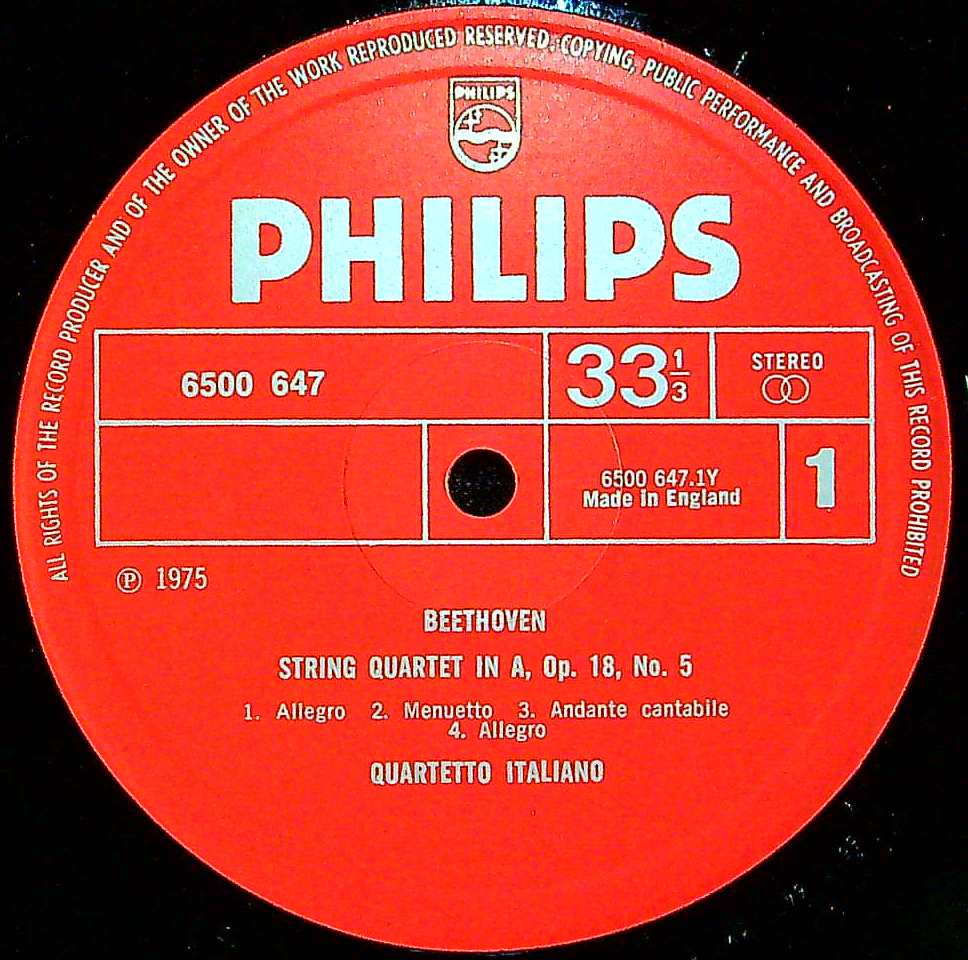 ALL RIGHTS OF THE RECORD PRODUCER AND OF THE OWNER OF THE WORK REPRODUCED RESERVED. COPYING, PUBLIC PERFORMANCE AND BROADCASTING OF THIS RECORD PROHIBITED
PHILIPS
PHILIPS
6500 647
33 1/3
STEREO
6500 647.1Y
Made in England
1
℗ 1975
BEETHOVEN
STRING QUARTET IN A, Op. 18, No. 5
1. Allegro 2. Menuetto 3. Andante cantabile
4. Allegro
QUARTETTO ITALIANO